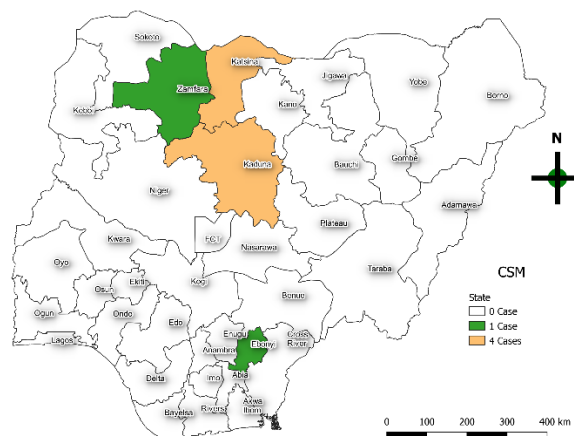 Sokoto
Katsina
Zamfara
Jigawa
Yobe
Borno
Kebbi
Kano
Kaduna
Bauchi
Gombe
Niger
Adamawa
Plateau
Kwara
FCT
Nasarawa
Oyo
Taraba
Kogi
Osun
Ekiti
Benue
Ogun
Ondo
Edo
Enugu
Ebonyi
Cross
River
Lagos
Anambra
Delta
Imo
Abia
Bayelsa
Rivers
Akwa
Ibom
N
CSM
State
0 Case
1 Case
4 Cases
0 100 200 300 400 km